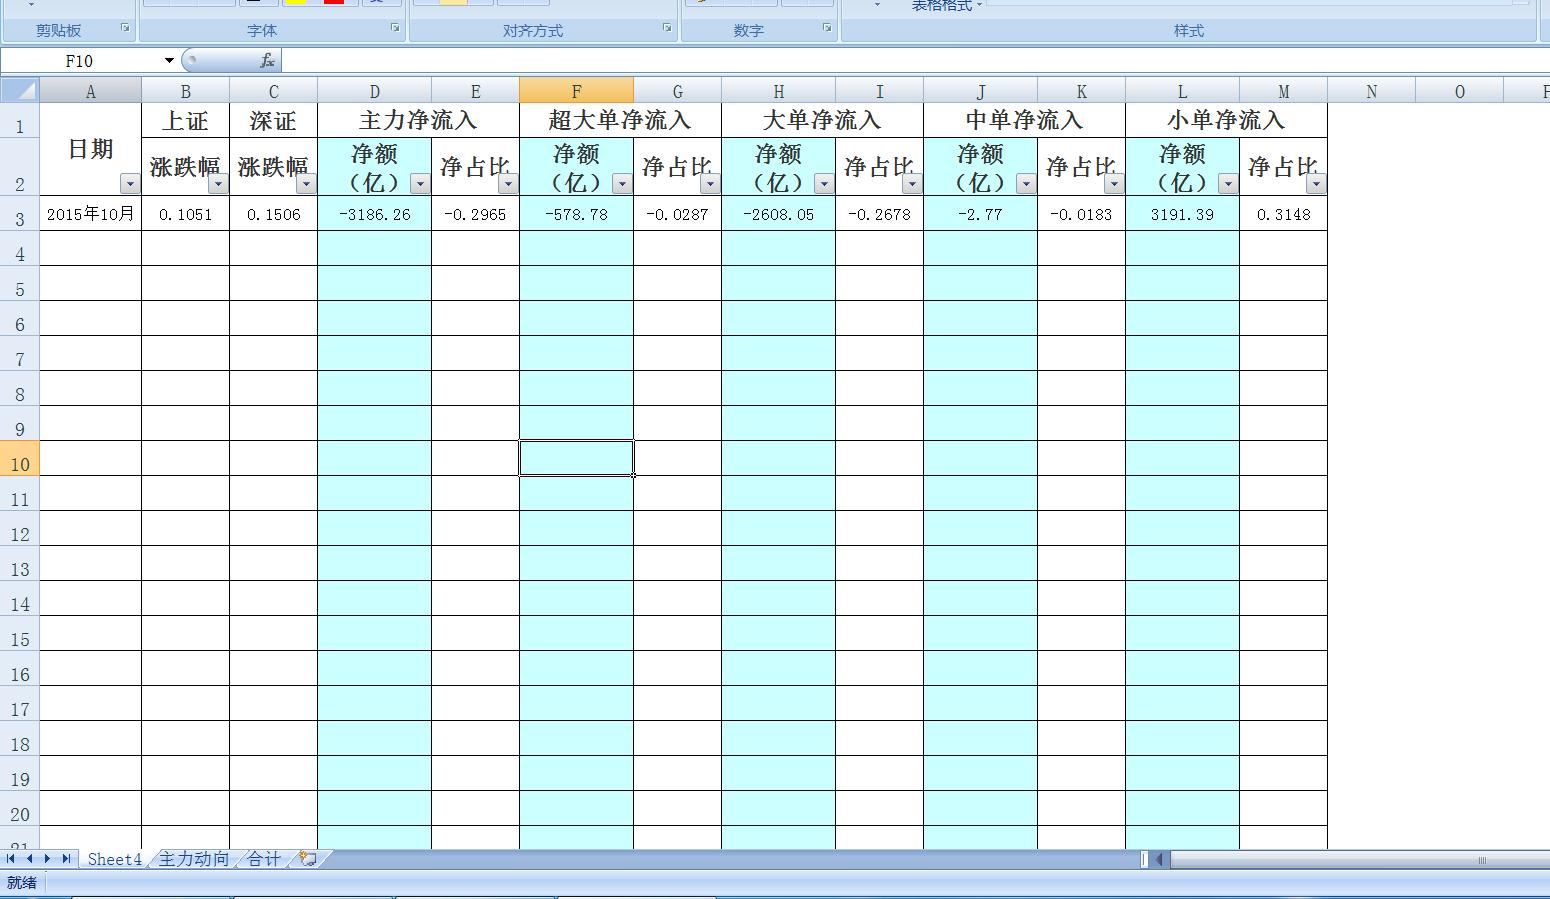 表格格式
剪贴板 字体 对齐方式 数字 样式
F10 fx
A B C D E F G H I J K L M N O
1 日期 上证 深证 主力净流入 超大单净流入 大单净流入 中单净流入 小单净流入
2 涨跌幅 涨跌幅 净额（亿） 净占比 净额（亿） 净占比 净额（亿） 净占比 净额（亿） 净占比 净额（亿） 净占比
3 2015年10月 0.1051 0.1506 -3186.26 -0.2965 -578.78 -0.0287 -2608.05 -0.2678 -2.77 -0.0183 3191.39 0.3148
4
5
6
7
8
9
10
11
12
13
14
15
16
17
18
19
20
21
Sheet4 主力动向 合计
就绪